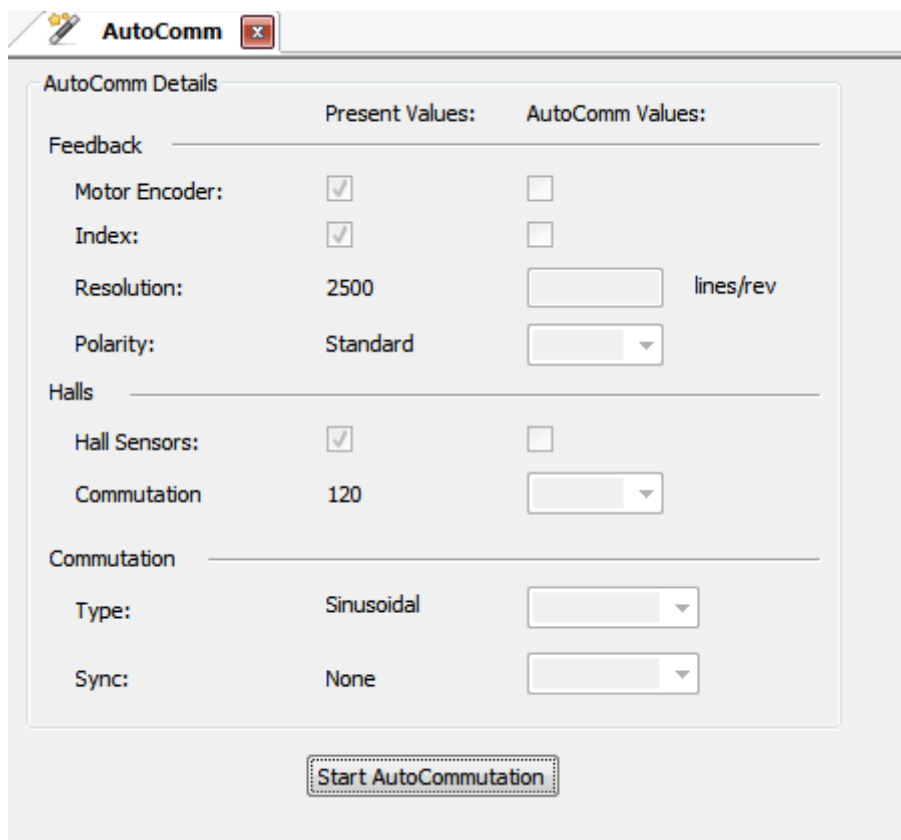 AutoComm
AutoComm Details
Present Values: AutoComm Values:
Feedback
Motor Encoder:
Index:
Resolution: 2500 lines/rev
Polarity: Standard
Halls
Hall Sensors:
Commutation 120
Commutation
Type: Sinusoidal
Sync: None
Start AutoCommutation